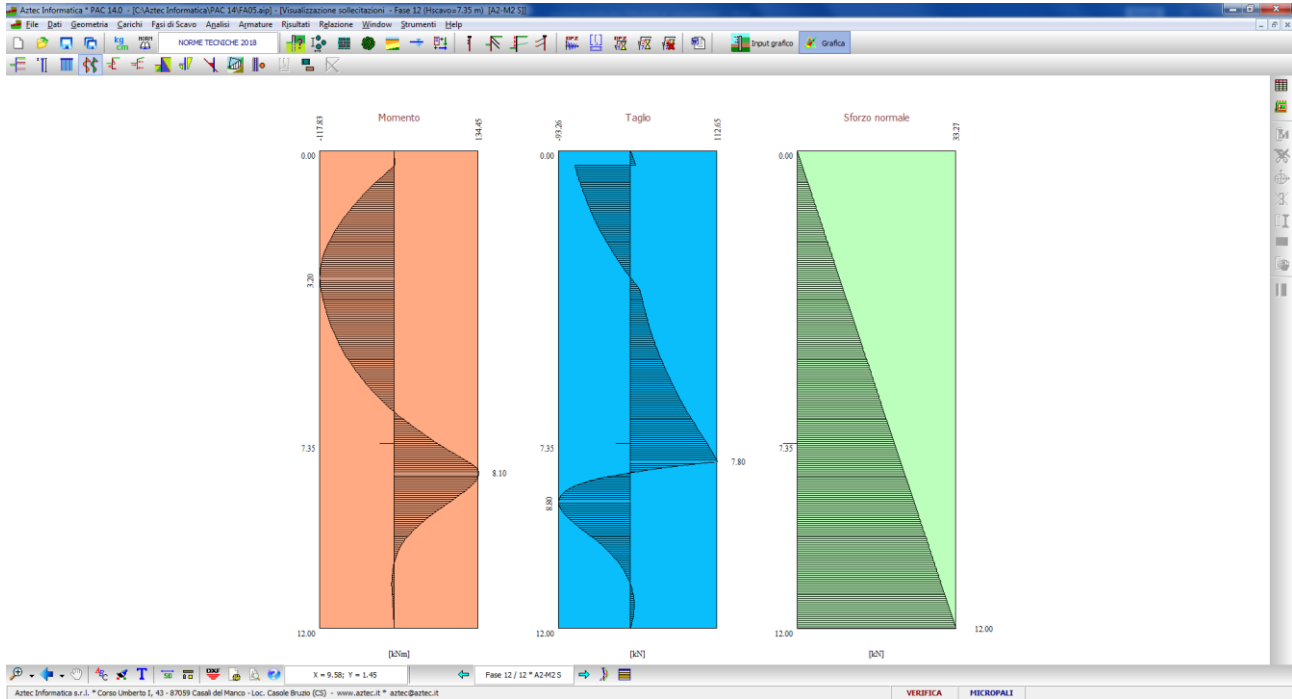 Aztec Informatica * PAC 14.0 - [C:\Aztec Informatica\PAC 14\FA05.aip] - [Visualizzazione sollecitazioni - Fase 12 (Hscavo=7,35 m) [A2-M2 S]]
File Dati Geometria Carichi Fasi di Scavo Analisi Armature Risultati Relazione Window Strumenti Help
kg cm NORM NORME TECNICHE 2018 Input grafico Grafica
Momento Taglio Sforzo normale
-117.83 134.45 -93.26 112.65 33.27
0.00 0.00 0.00
3.20
7.35 7.35 7.35
7.80
8.10
8.80
12.00 12.00 12.00 12.00
[kNm] [kN] [kN]
X = 9.58; Y = 1.45 Fase 12 / 12 * A2-M2 S
Aztec Informatica s.r.l. * Corso Umberto I, 43 - 87059 Casali del Manco - Loc. Casole Bruzio (CS) - www.aztec.it * aztec@aztec.it VERIFICA MICROPALI